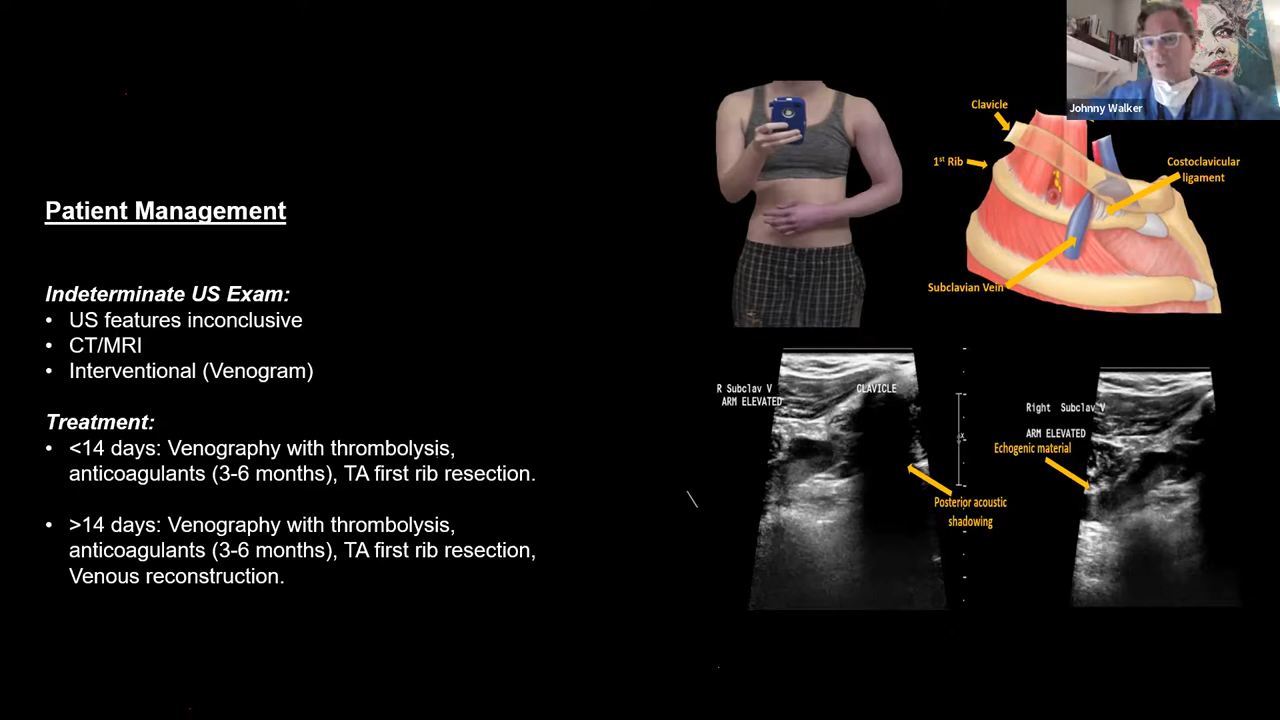 Johnny Walker
Patient Management
Indeterminate US Exam:
• US features inconclusive
• CT/MRI
• Interventional (Venogram)
Treatment:
• <14 days: Venography with thrombolysis,
anticoagulants (3-6 months), TA first rib resection.
• >14 days: Venography with thrombolysis,
anticoagulants (3-6 months), TA first rib resection,
Venous reconstruction.
Clavicle
1st Rib
Costoclavicular
ligament
Subclavian Vein
R Subclav V
ARM ELEVATED
CLAVICLE
Posterior acoustic
shadowing
Right Subclav V
ARM ELEVATED
Echogenic material